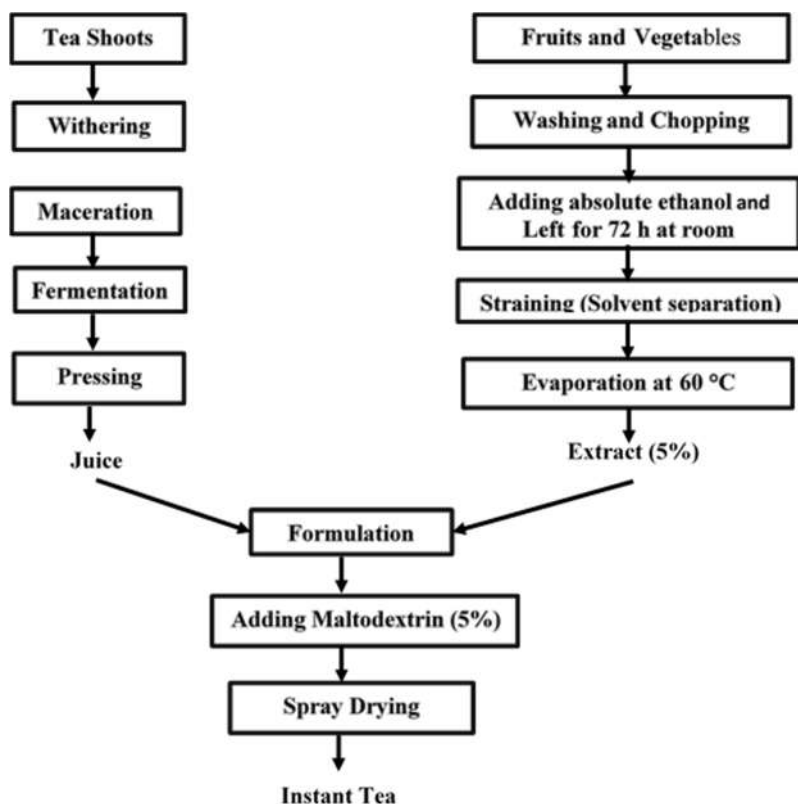 Tea Shoots
Withering
Maceration
Fermentation
Pressing
Juice
Fruits and Vegetables
Washing and Chopping
Adding absolute ethanol and
Left for 72 h at room
Straining (Solvent separation)
Evaporation at 60 °C
Extract (5%)
Formulation
Adding Maltodextrin (5%)
Spray Drying
Instant Tea